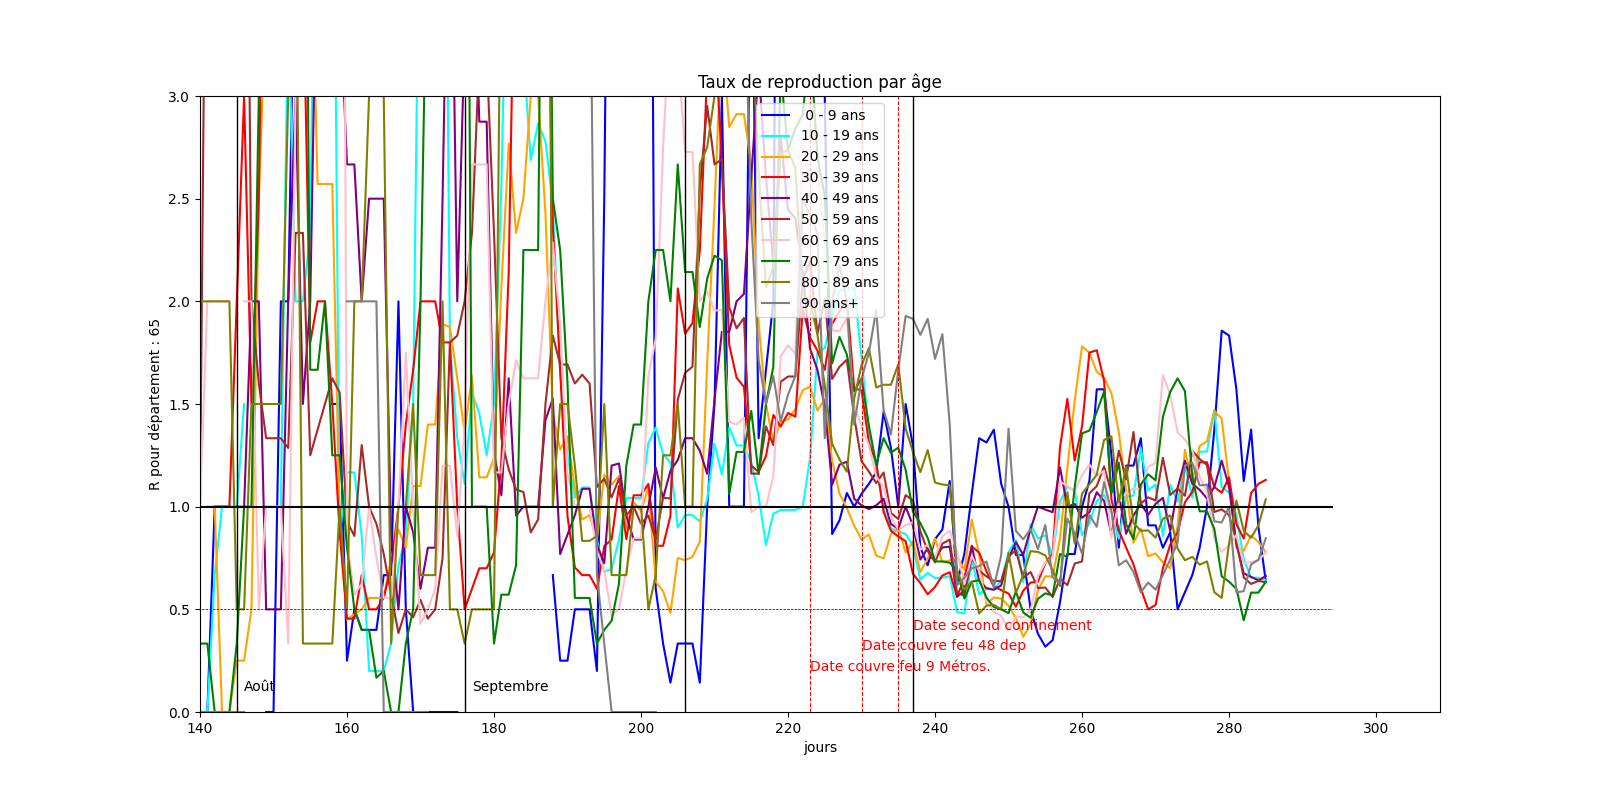 Taux de reproduction par âge
R pour département : 65
3.0
2.5
2.0
1.5
1.0
0.5
0.0
0 - 9 ans
10 - 19 ans
20 - 29 ans
30 - 39 ans
40 - 49 ans
50 - 59 ans
60 - 69 ans
70 - 79 ans
80 - 89 ans
90 ans+
Date second confinement
Date couvre feu 48 dep
Date couvre feu 9 Métros.
Août
Septembre
140 160 180 200 220 240 260 280 300
jours